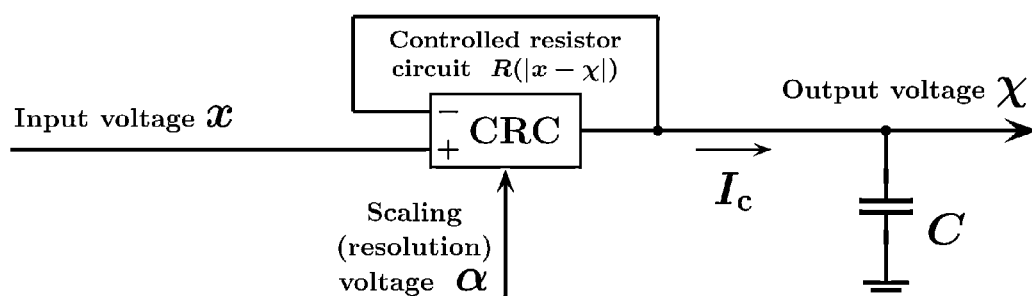 Controlled resistor
circuit R(|x − χ|)
Input voltage x
− 
+
CRC
Output voltage χ
I_c
C
Scaling
(resolution)
voltage α